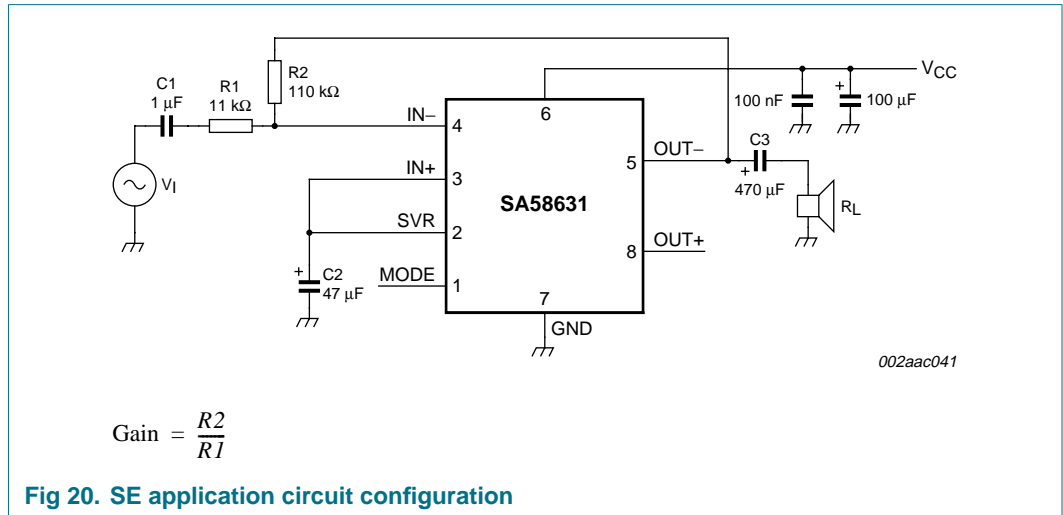 C1
1 μF
R1
11 kΩ
R2
110 kΩ
VI
IN−
4
IN+
3
SVR
2
MODE
1
C2
+
47 μF
6
SA58631
5
OUT−
8
OUT+
7
GND
VCC
100 nF
+
100 μF
C3
+
470 μF
RL
002aac041
Gain = R2
R1
Fig 20. SE application circuit configuration